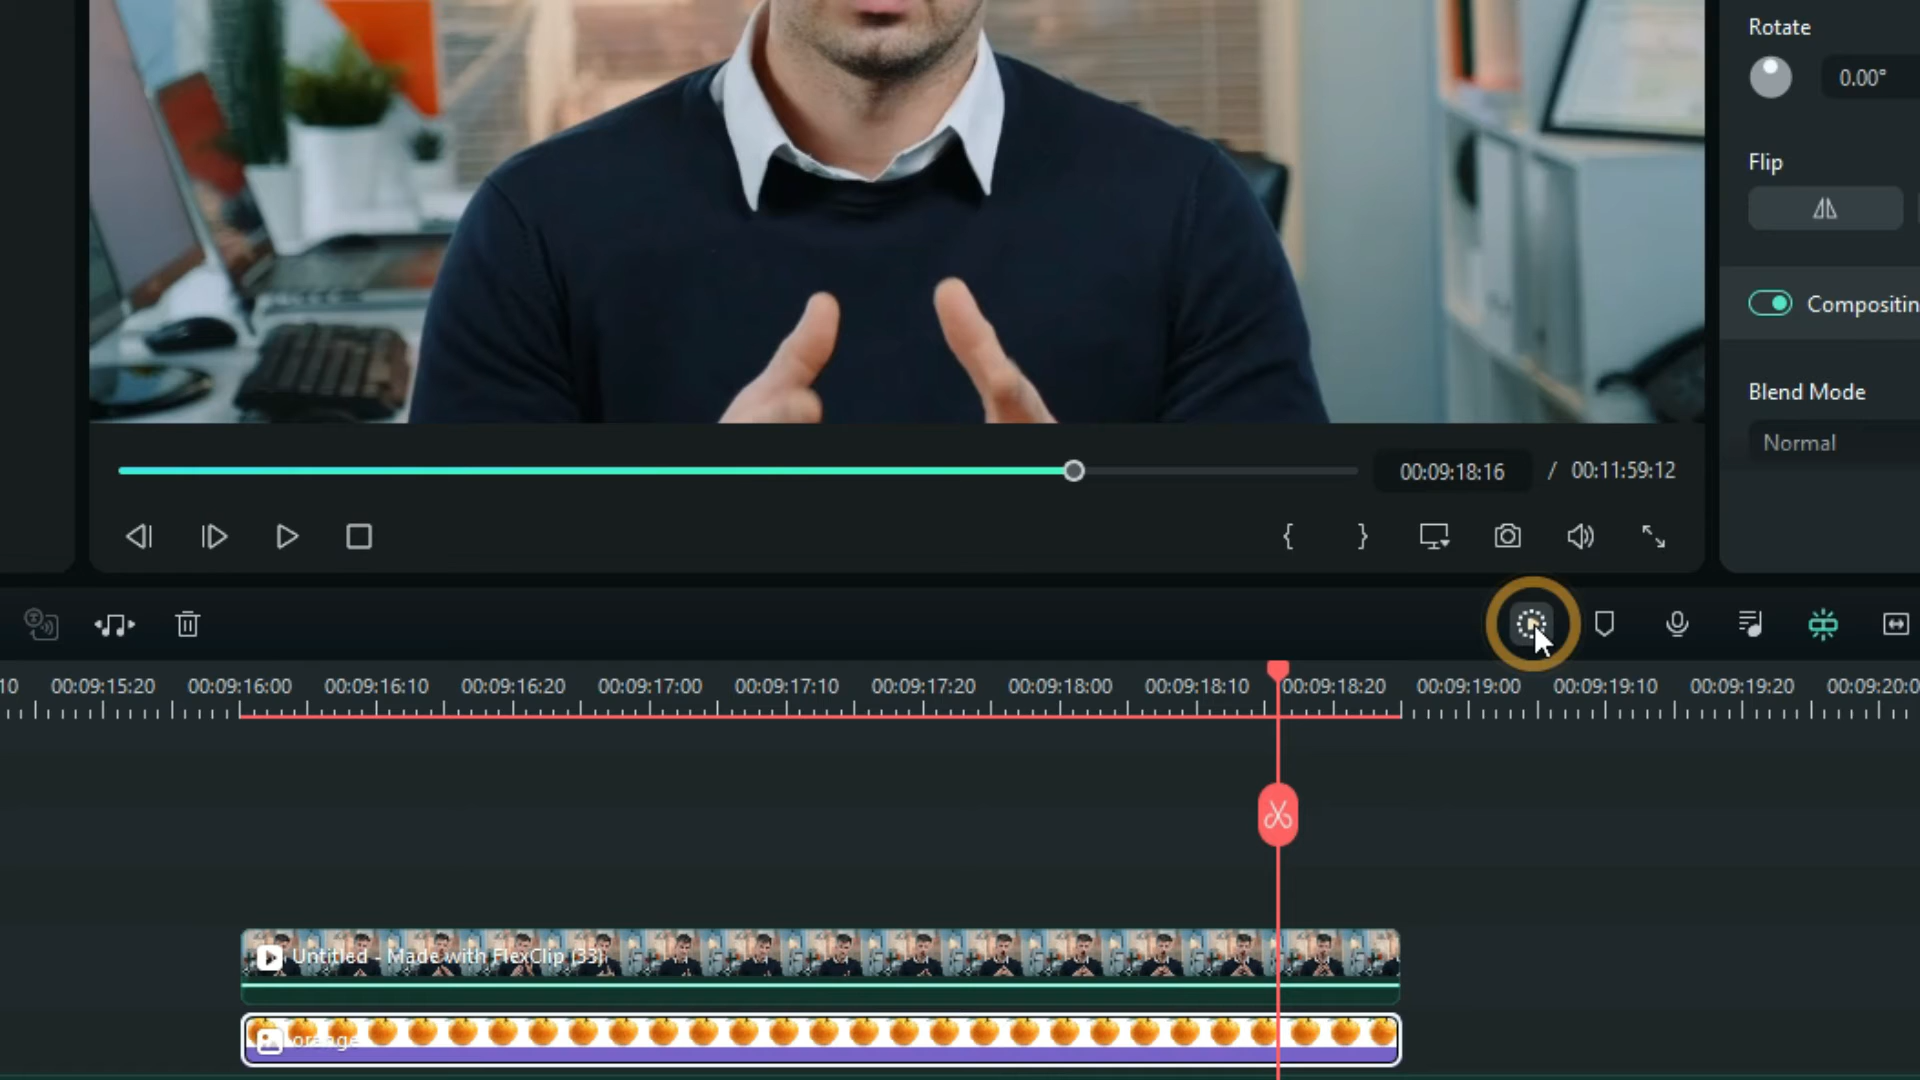 Rotate
0.00°
Flip
Compositin
Blend Mode
Normal
00:09:18:16 / 00:11:59:12
10 00:09:15:20 00:09:16:00 00:09:16:10 00:09:16:20 00:09:17:00 00:09:17:10 00:09:17:20 00:09:18:00 00:09:18:10 00:09:18:20 00:09:19:00 00:09:19:10 00:09:19:20 00:09:20:0
Untitled - Made with FlexClip (33)
orange